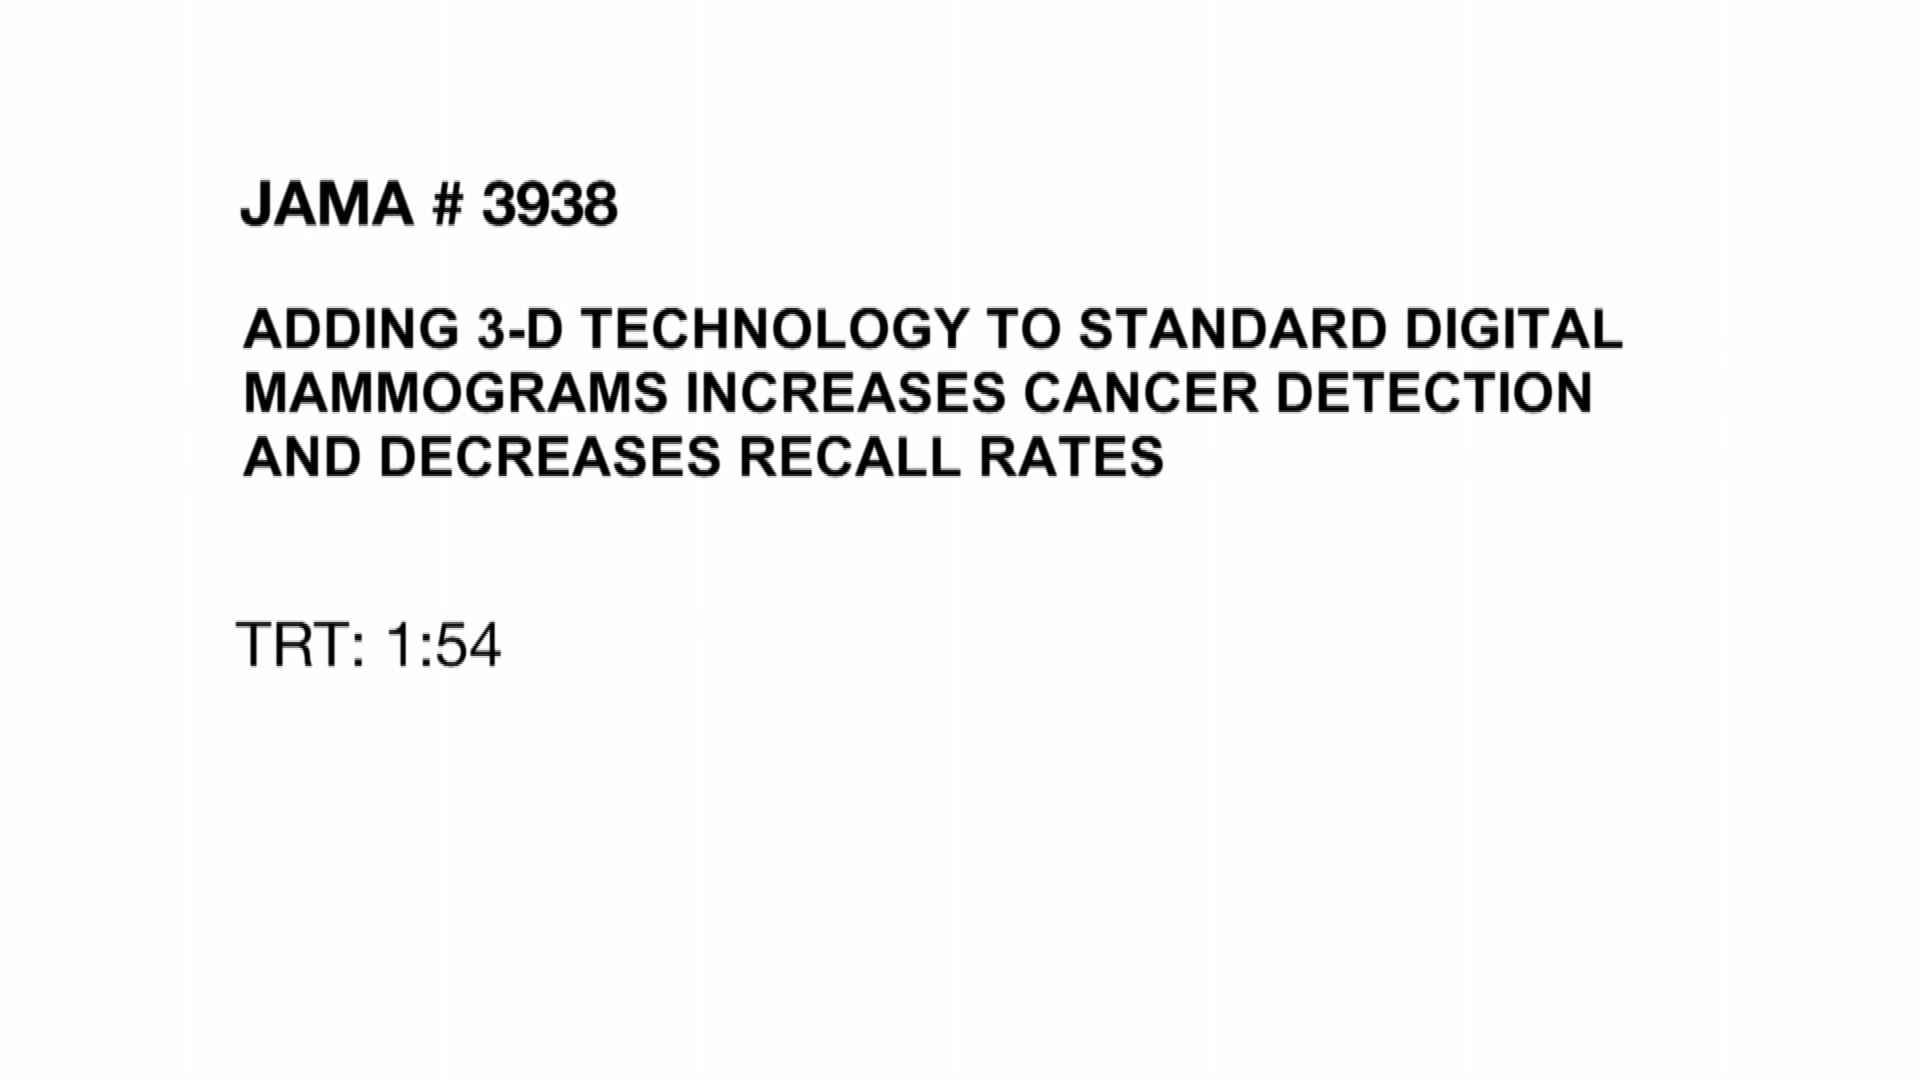 JAMA # 3938
ADDING 3-D TECHNOLOGY TO STANDARD DIGITAL
MAMMOGRAMS INCREASES CANCER DETECTION
AND DECREASES RECALL RATES
TRT: 1:54